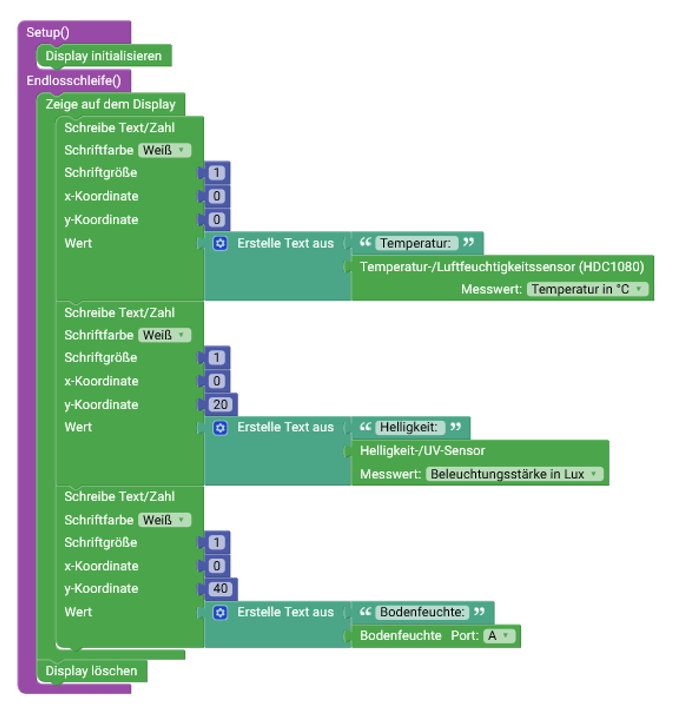 Setup()
Display initialisieren
Endlosschleife()
Zeige auf dem Display
Schreibe Text/Zahl
Schriftfarbe Weiß
Schriftgröße 1
x-Koordinate 0
y-Koordinate 0
Wert Erstelle Text aus “ Temperatur: ”
Temperatur-/Luftfeuchtigkeitssensor (HDC1080)
Messwert: Temperatur in °C
Schreibe Text/Zahl
Schriftfarbe Weiß
Schriftgröße 1
x-Koordinate 0
y-Koordinate 20
Wert Erstelle Text aus “ Helligkeit: ”
Helligkeit-/UV-Sensor
Messwert: Beleuchtungsstärke in Lux
Schreibe Text/Zahl
Schriftfarbe Weiß
Schriftgröße 1
x-Koordinate 0
y-Koordinate 40
Wert Erstelle Text aus “ Bodenfeuchte: ”
Bodenfeuchte Port: A
Display löschen